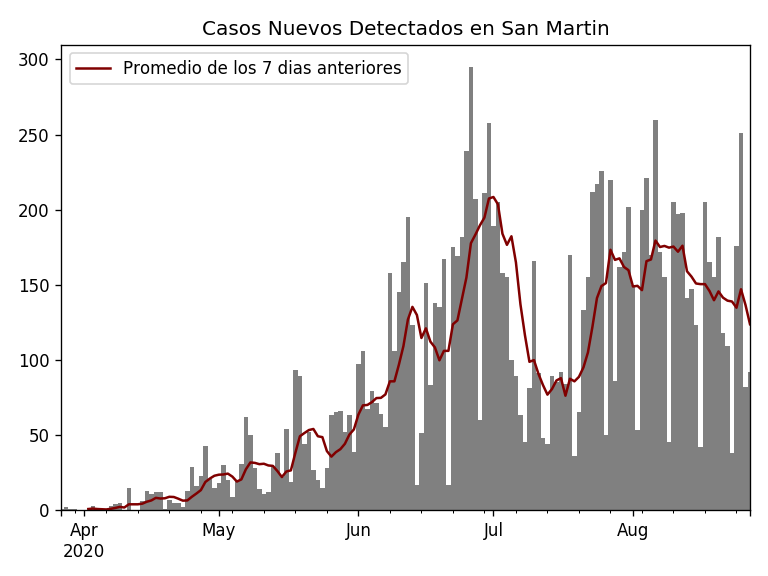 Casos Nuevos Detectados en San Martin
Promedio de los 7 dias anteriores
300
250
200
150
100
50
0
Apr May Jun Jul Aug
2020